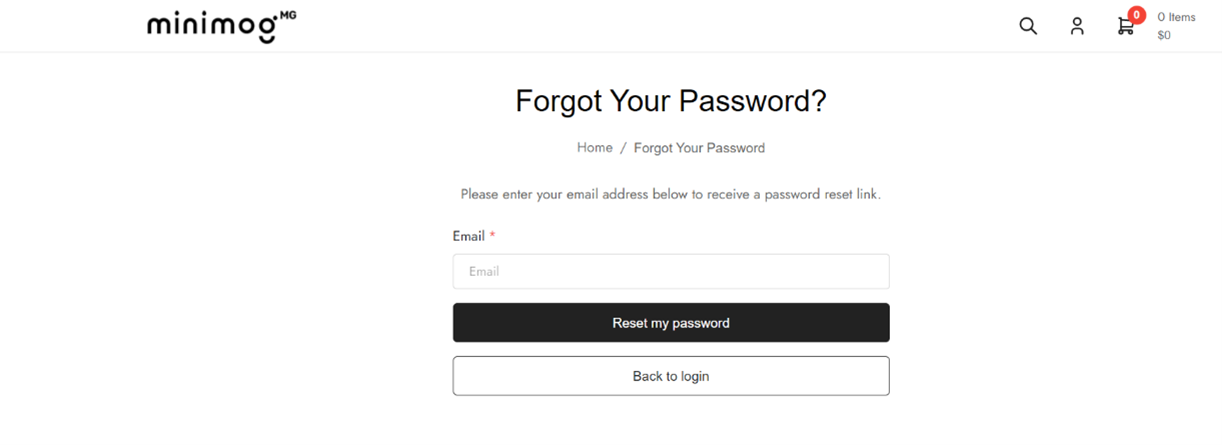 minimog MG
0
0 Items
$0
Forgot Your Password?
Home / Forgot Your Password
Please enter your email address below to receive a password reset link.
Email *
Email
Reset my password
Back to login